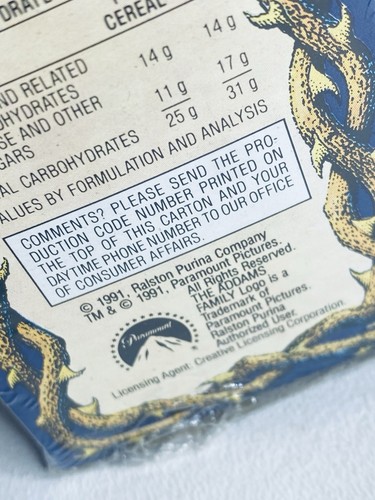 CEREAL
14 g 14 g
ND RELATED
OHYDRATES 11 g 17 g
SE AND OTHER
GARS 25 g 31 g
AL CARBOHYDRATES
ALUES BY FORMULATION AND ANALYSIS
COMMENTS? PLEASE SEND THE PRO-
DUCTION CODE NUMBER PRINTED ON
THE TOP OF THIS CARTON AND YOUR
DAYTIME PHONE NUMBER TO OUR OFFICE
OF CONSUMER AFFAIRS.
© 1991 Ralston Purina Company
TM & © 1991. Paramount Pictures.
All Rights Reserved.
THE ADDAMS
FAMILY Logo is a
Trademark of
Paramount Pictures.
Ralston Purina
Authorized User.
Paramount
Licensing Agent. Creative Licensing Corporation.